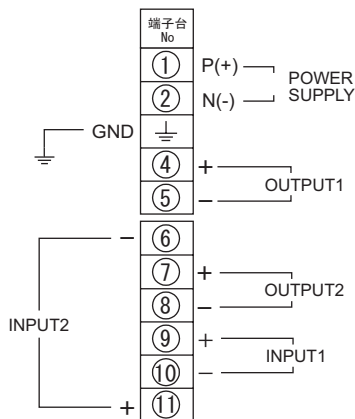 端子台
No
① P(+)
POWER
SUPPLY
② N(-)
GND
④ +
OUTPUT1
⑤ −
− ⑥
⑦ +
OUTPUT2
⑧ −
INPUT2
⑨ +
INPUT1
⑩ −
+ ⑪